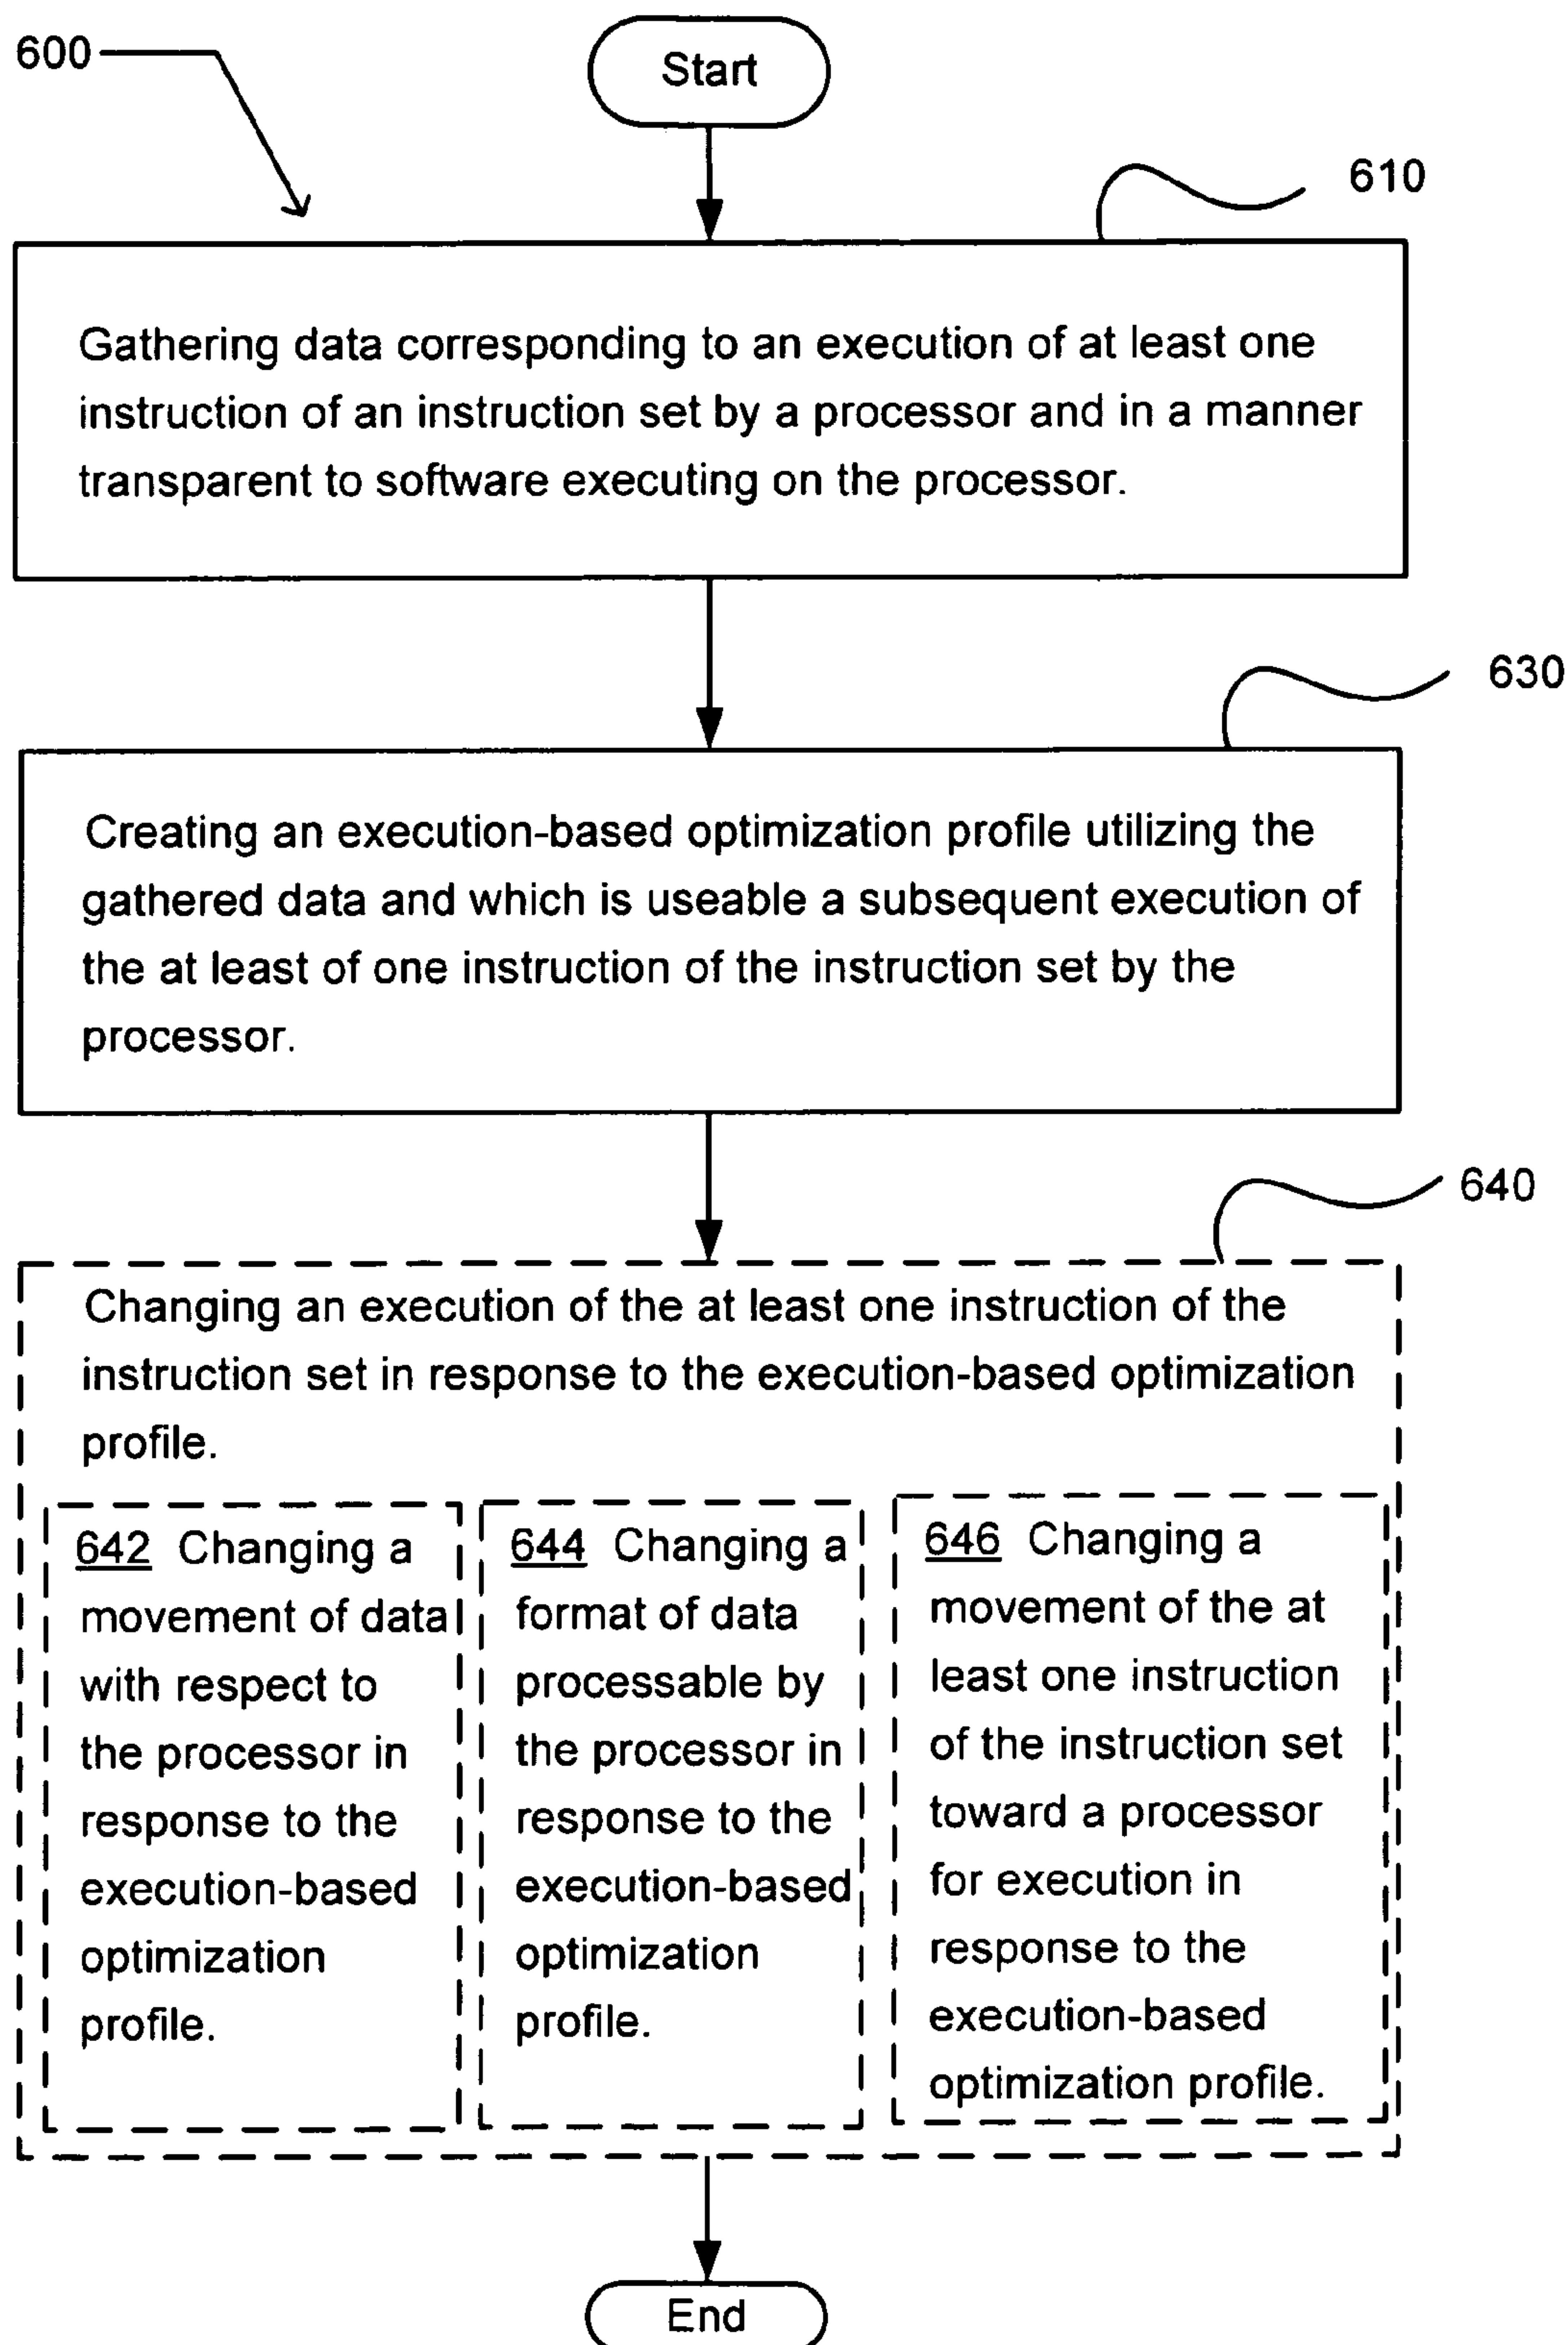 600
Start
610
Gathering data corresponding to an execution of at least one
instruction of an instruction set by a processor and in a manner
transparent to software executing on the processor.
630
Creating an execution-based optimization profile utilizing the
gathered data and which is useable a subsequent execution of
the at least of one instruction of the instruction set by the
processor.
640
Changing an execution of the at least one instruction of the
instruction set in response to the execution-based optimization
profile.
642 Changing a
movement of data
with respect to
the processor in
response to the
execution-based
optimization
profile.
644 Changing a
format of data
processable by
the processor in
response to the
execution-based
optimization
profile.
646 Changing a
movement of the at
least one instruction
of the instruction set
toward a processor
for execution in
response to the
execution-based
optimization profile.
End